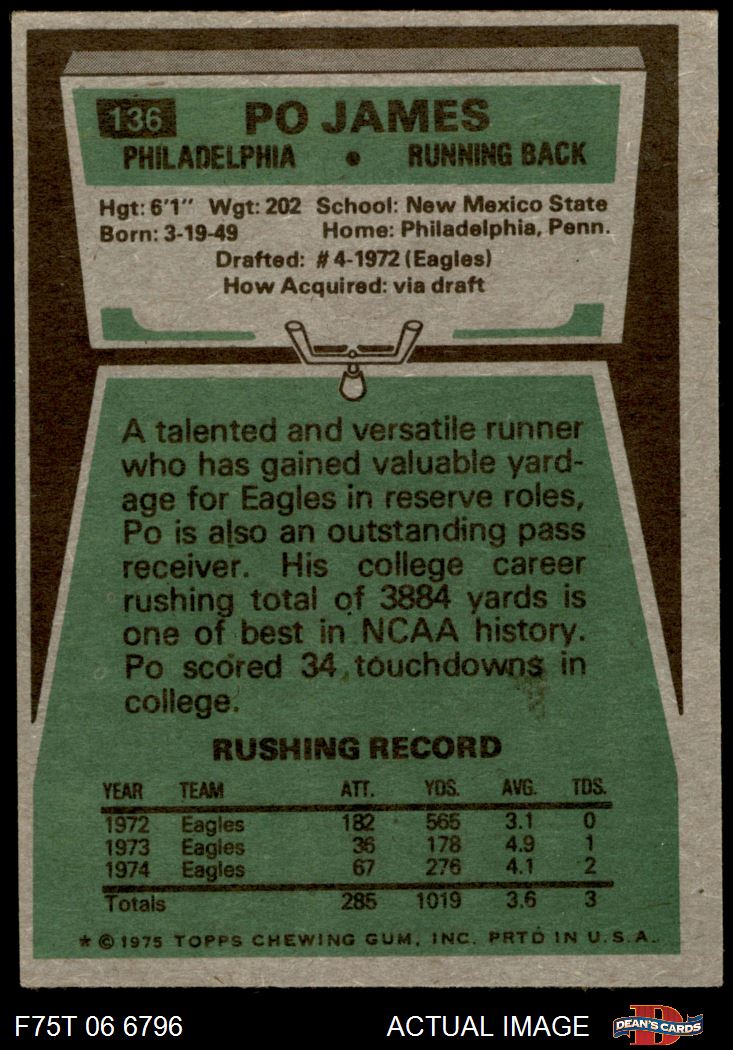 136
PO JAMES
PHILADELPHIA • RUNNING BACK
Hgt: 6'1" Wgt: 202 School: New Mexico State
Born: 3-19-49 Home: Philadelphia, Penn.
Drafted: #4-1972 (Eagles)
How Acquired: via draft
A talented and versatile runner
who has gained valuable yard-
age for Eagles in reserve roles,
Po is also an outstanding pass
receiver. His college career
rushing total of 3884 yards is
one of best in NCAA history.
Po scored 34 touchdowns in
college.
RUSHING RECORD
YEAR TEAM ATT. YDS. AVG. TDS.
1972 Eagles 182 565 3.1 0
1973 Eagles 36 178 4.9 1
1974 Eagles 67 276 4.1 2
Totals 285 1019 3.6 3
* © 1975 TOPPS CHEWING GUM, INC. PRTD IN U.S.A.
F75T 06 6796 ACTUAL IMAGE
D
DEAN'S CARDS